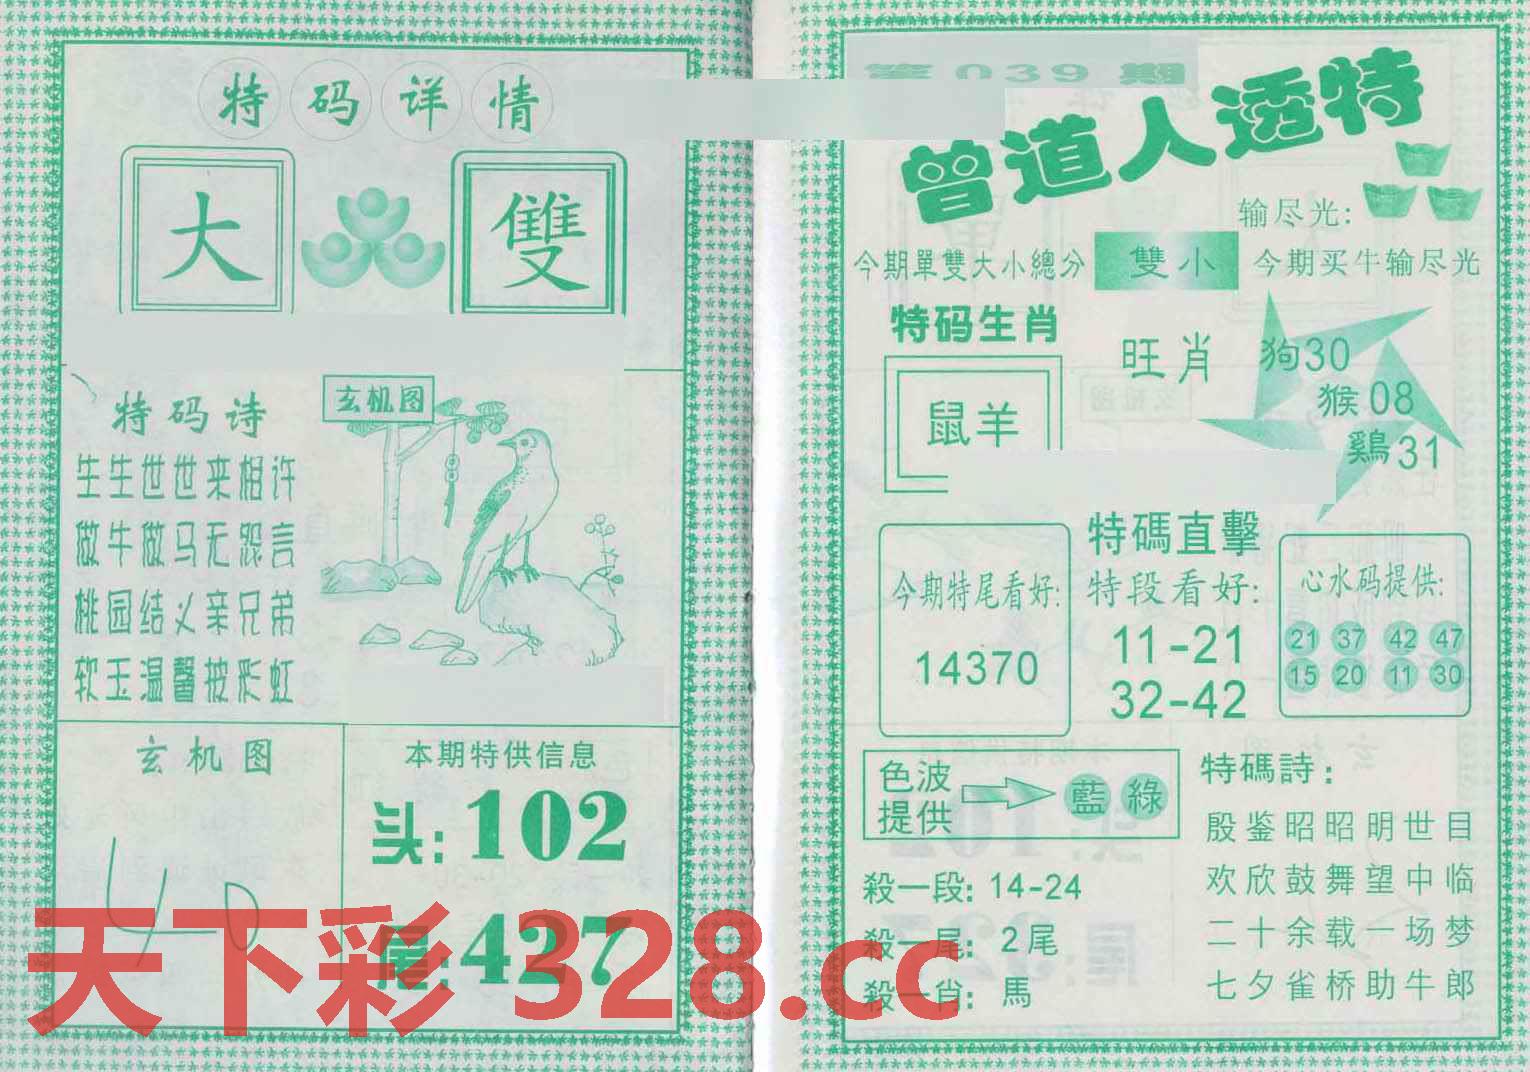 特码详情
大 雙
特码诗
生生世世来相许
做牛做马无怨言
桃园结义亲兄弟
软玉温馨披彩虹
玄机图
玄机图
40
本期特供信息
头:102
尾:427
天下彩 328.cc
第039期
曾道人透特
输尽光:
今期單雙大小總分 雙小 今期买牛输尽光
特码生肖
鼠羊
旺肖
狗30
猴08
鷄31
特碼直擊
今期特尾看好:
14370
特段看好:
11-21
32-42
心水码提供:
21 37 42 47
15 20 11 30
色波提供 藍 綠
殺一段: 14-24
殺一尾: 2尾
殺一肖: 馬
特碼詩:
殷鉴昭昭明世目
欢欣鼓舞望中临
二十余载一场梦
七夕雀桥助牛郎